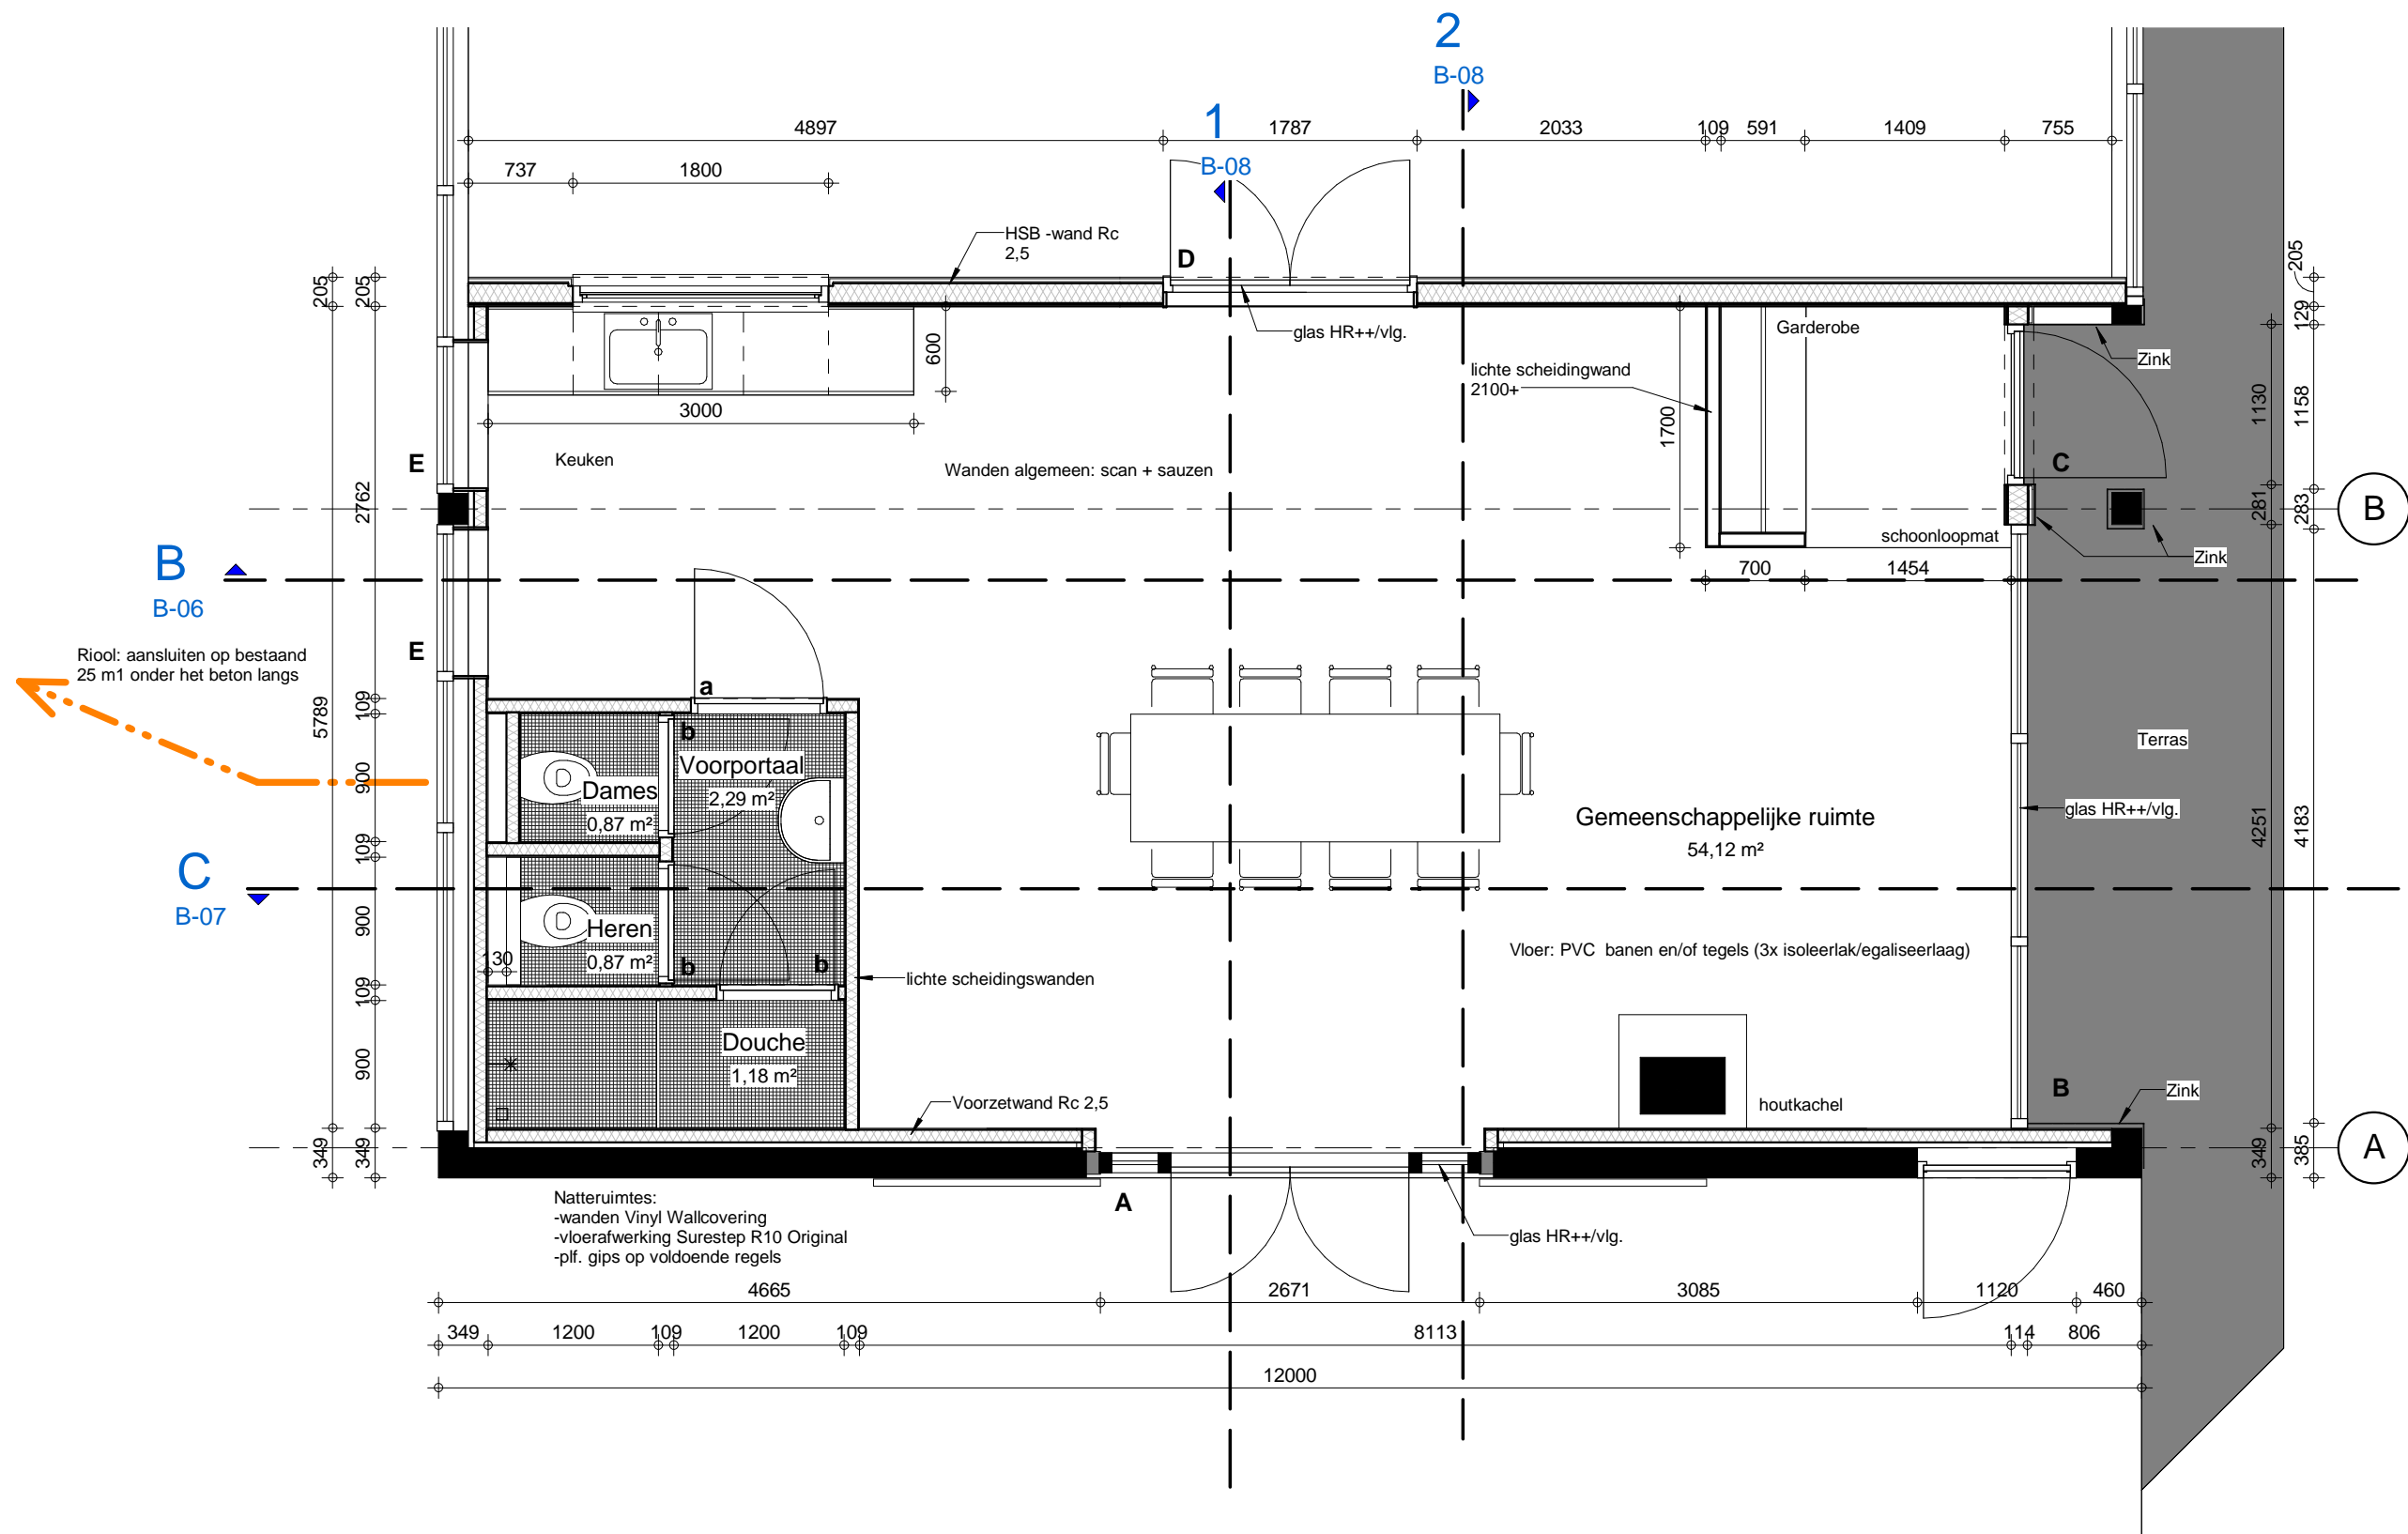 2
B-08
1
B-08
4897
1787
2033
109
591
1409
755
737
1800
HSB -wand Rc
2,5
D
205
205
205
129
glas HR++/vlg.
Garderobe
Zink
600
lichte scheidingwand
2100+
3000
1700
1130
1158
Keuken
E
Wanden algemeen: scan + sauzen
C
2762
281
283
B
schoonloopmat
Zink
B
B-06
700
1454
E
Riool: aansluiten op bestaand
25 m1 onder het beton langs
a
109
5789
b
Voorportaal
2,29 m²
Terras
900
Dames
0,87 m²
Gemeenschappelijke ruimte
54,12 m²
glas HR++/vlg.
4251
4183
109
C
B-07
900
Heren
0,87 m²
130
b
b
Vloer: PVC banen en/of tegels (3x isoleerlak/egaliseerlaag)
lichte scheidingswanden
109
Douche
1,18 m²
900
Voorzetwand Rc 2,5
houtkachel
B
Zink
349
349
349
385
A
A
Natteruimtes:
-wanden Vinyl Wallcovering
-vloerafwerking Surestep R10 Original
-plf. gips op voldoende regels
glas HR++/vlg.
4665
2671
3085
1120
460
349
1200
109
1200
109
8113
114
806
12000